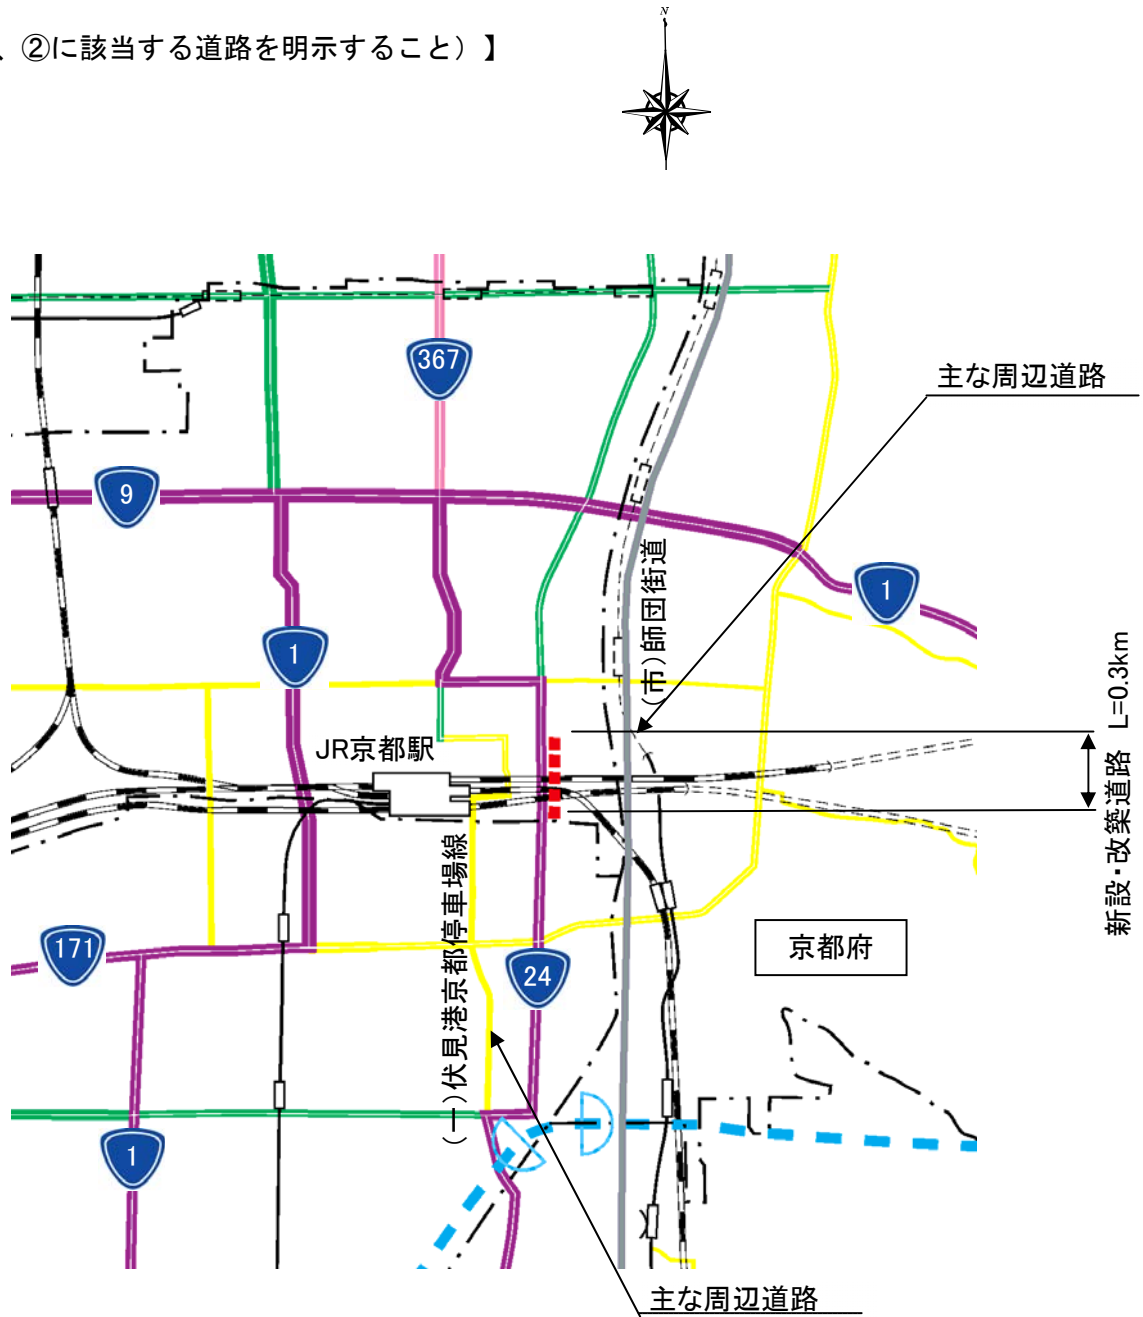 N
、②に該当する道路を明示すること）】
367
主な周辺道路
9
1
(市)師団街道
1
新設・改築道路 L=0.3km
JR京都駅
(一)伏見港京都停車場線
171
24
京都府
1
主な周辺道路